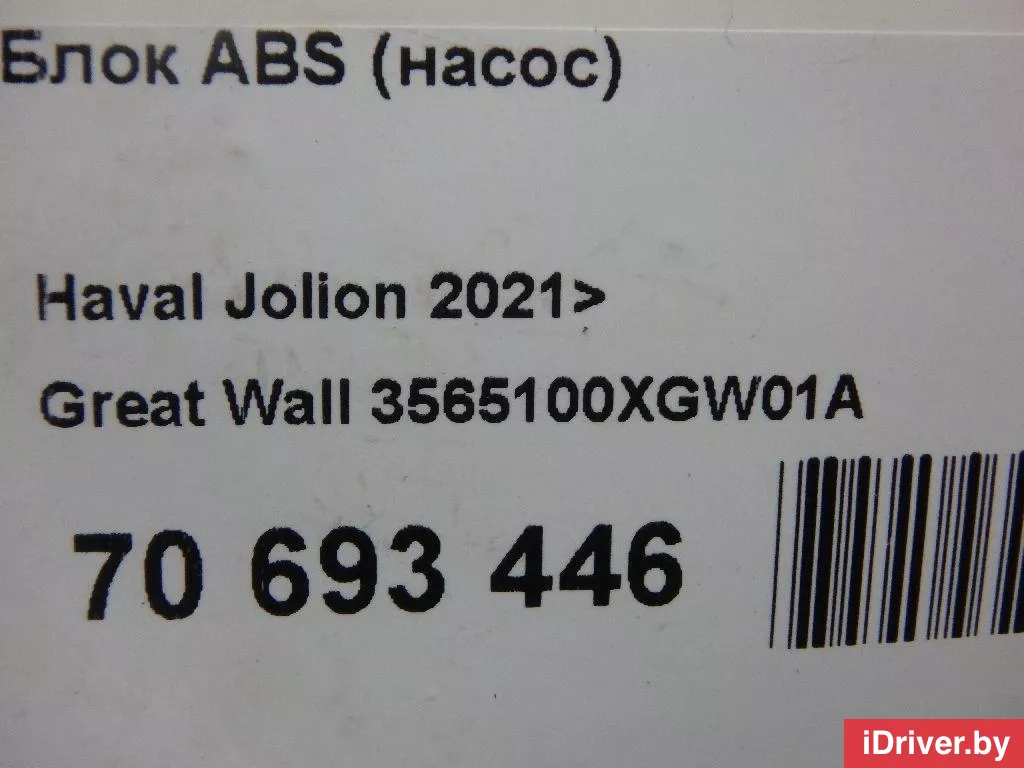 Блок ABS (насос)
Haval Jolion 2021>
Great Wall 3565100XGW01A
70 693 446
iDriver.by